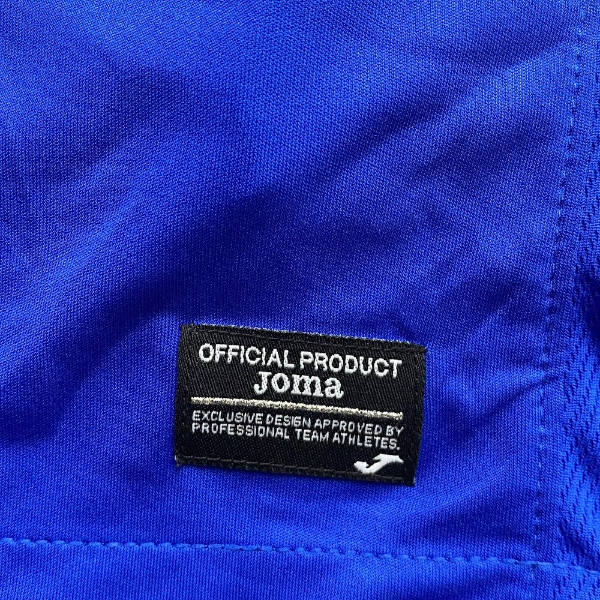 OFFICIAL PRODUCT
Joma
EXCLUSIVE DESIGN APPROVED BY
PROFESSIONAL TEAM ATHLETES.